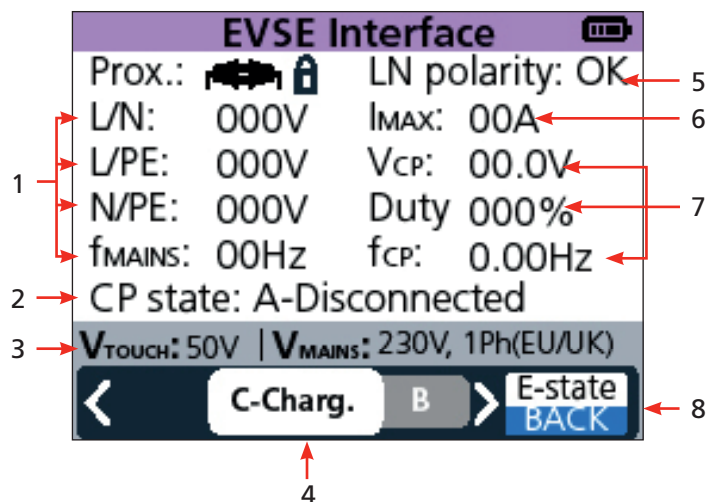 EVSE Interface
Prox.: LN polarity: OK 5
L/N: 000V IMAX: 00A 6
1 L/PE: 000V VCP: 00.0V
N/PE: 000V Duty 000% 7
fMAINS: 00Hz fCP: 0.00Hz
2 CP state: A-Disconnected
3 VTOUCH: 50V | VMAINS: 230V, 1Ph(EU/UK)
C-Charg. B E-state
BACK 8
4